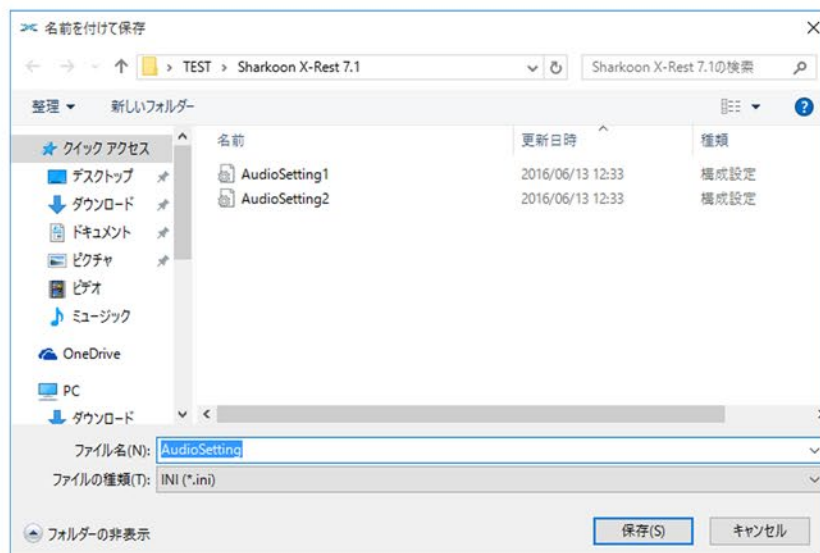 名前を付けて保存
TEST › Sharkoon X-Rest 7.1
Sharkoon X-Rest 7.1の検索
整理
新しいフォルダー
クイック アクセス
デスクトップ
ダウンロード
ドキュメント
ピクチャ
ビデオ
ミュージック
OneDrive
PC
ダウンロード
名前 更新日時 種類
AudioSetting1 2016/06/13 12:33 構成設定
AudioSetting2 2016/06/13 12:33 構成設定
ファイル名(N): AudioSetting
ファイルの種類(T): INI (*.ini)
フォルダーの非表示
保存(S)
キャンセル